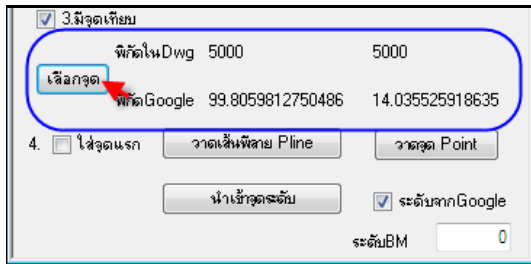 3.มีจุดเทียบ
พิกัดในDwg 5000 5000
เลือกจุด
พิกัดGoogle 99.8059812750486 14.035525918635
4. ใส่จุดแรก วาดเส้นพีลาย Pline วาดจุด Point
นำเข้าจุดระดับ ระดับจากGoogle
ระดับBM 0